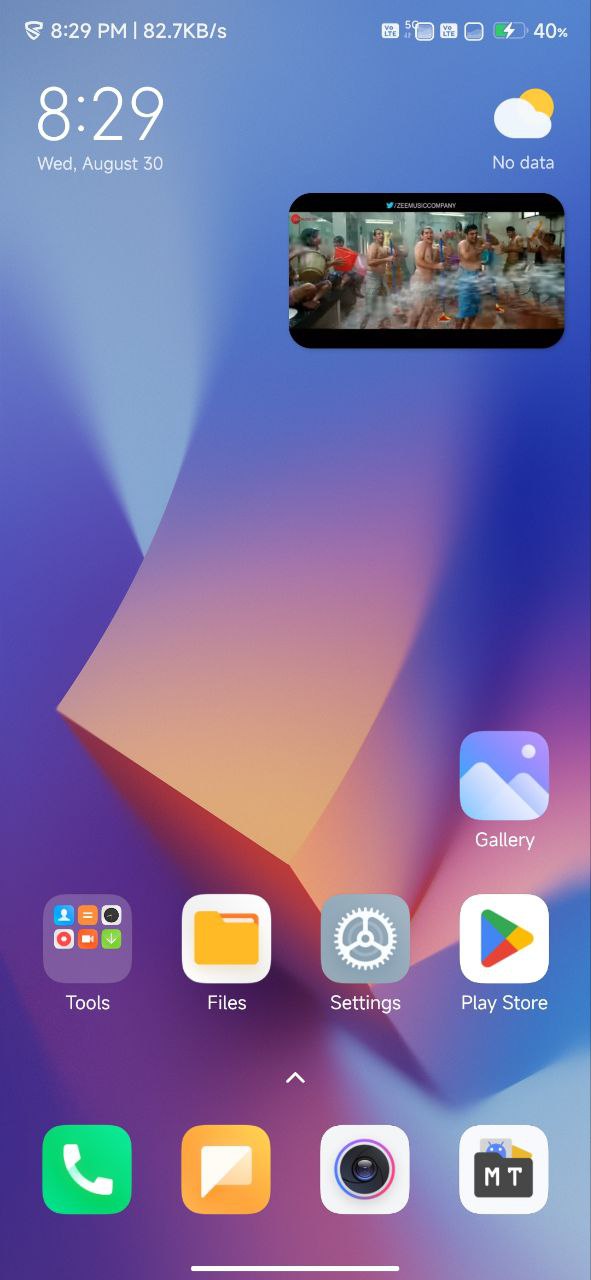 8:29 PM | 82.7KB/s
Vo LTE 5G Vo LTE 40%
8:29
Wed, August 30
No data
/ZEEMUSICCOMPANY
Gallery
Tools
Files
Settings
Play Store
M T